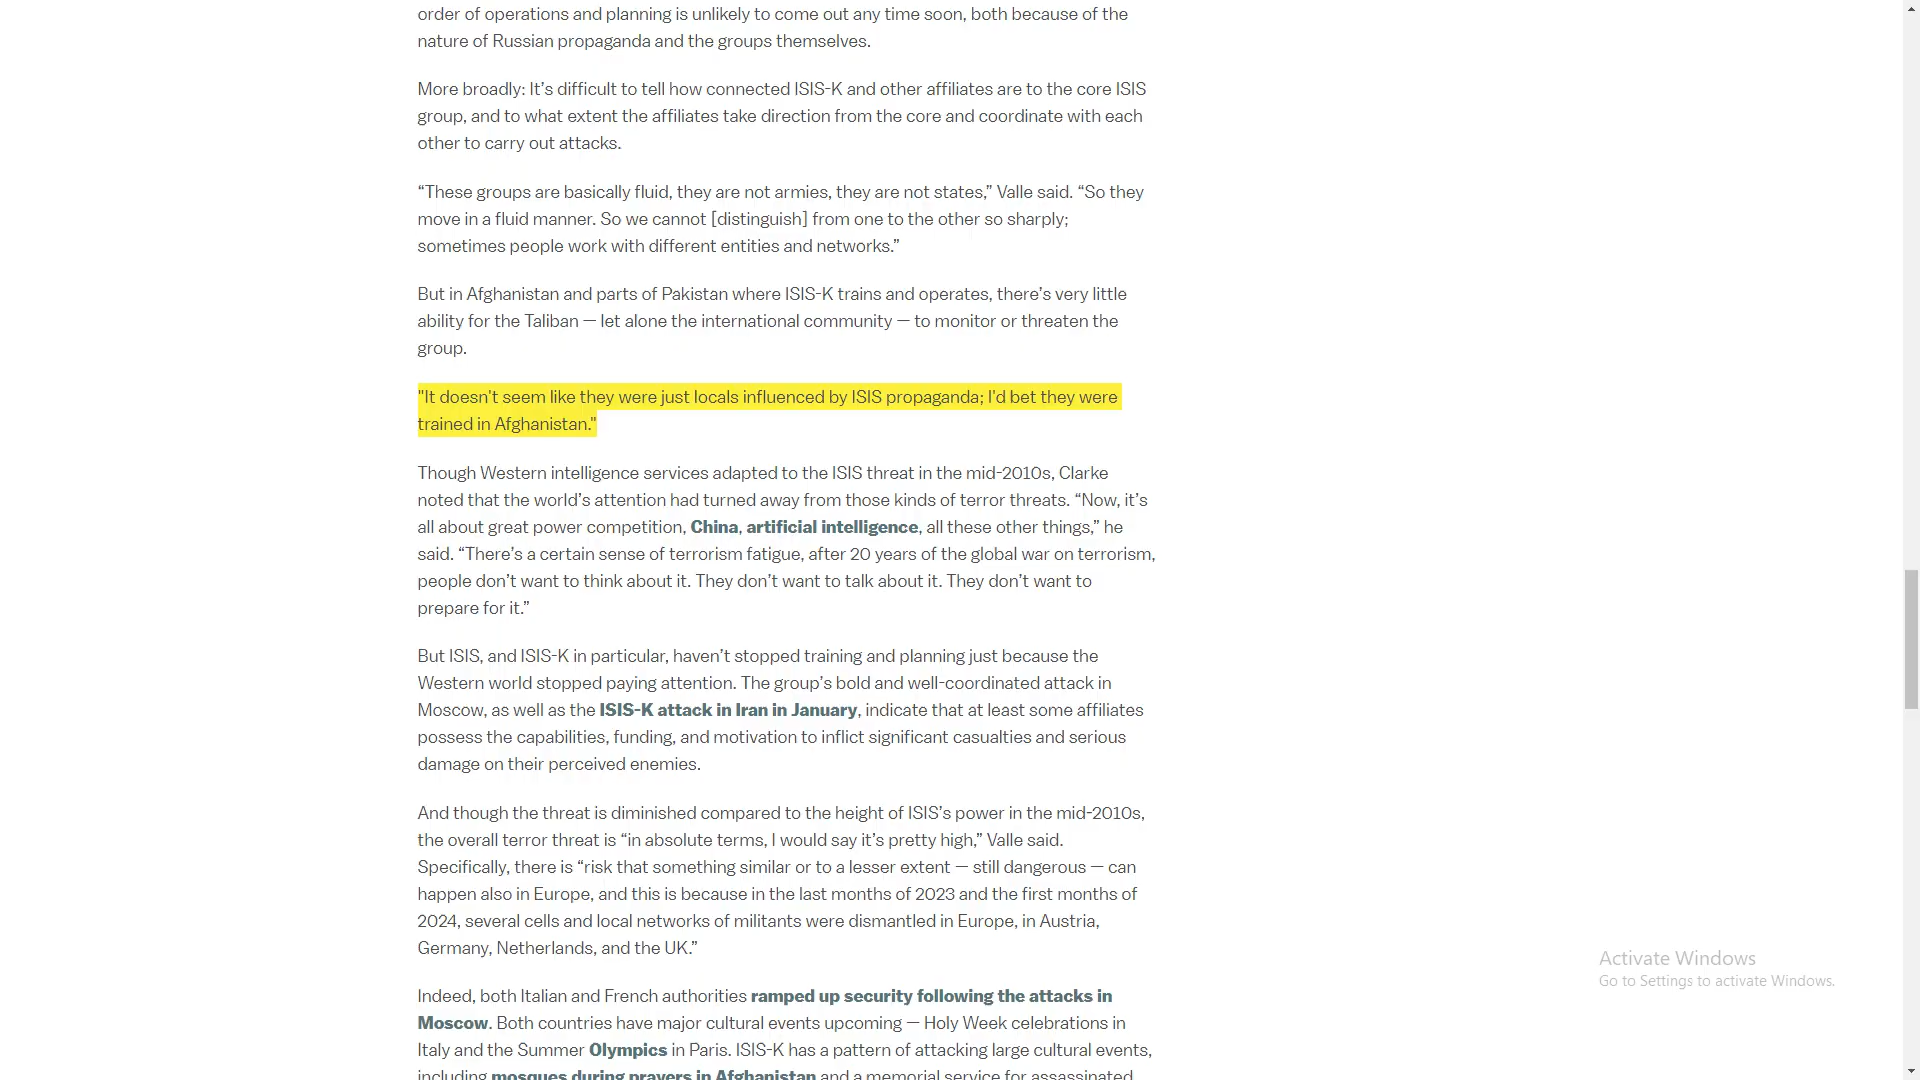 order of operations and planning is unlikely to come out any time soon, both because of the
nature of Russian propaganda and the groups themselves.
More broadly: It’s difficult to tell how connected ISIS-K and other affiliates are to the core ISIS
group, and to what extent the affiliates take direction from the core and coordinate with each
other to carry out attacks.
“These groups are basically fluid, they are not armies, they are not states,” Valle said. “So they
move in a fluid manner. So we cannot [distinguish] from one to the other so sharply;
sometimes people work with different entities and networks.”
But in Afghanistan and parts of Pakistan where ISIS-K trains and operates, there’s very little
ability for the Taliban — let alone the international community — to monitor or threaten the
group.
"It doesn't seem like they were just locals influenced by ISIS propaganda; I'd bet they were
trained in Afghanistan."
Though Western intelligence services adapted to the ISIS threat in the mid-2010s, Clarke
noted that the world’s attention had turned away from those kinds of terror threats. “Now, it’s
all about great power competition, China, artificial intelligence, all these other things,” he
said. “There’s a certain sense of terrorism fatigue, after 20 years of the global war on terrorism,
people don’t want to think about it. They don’t want to talk about it. They don’t want to
prepare for it.”
But ISIS, and ISIS-K in particular, haven’t stopped training and planning just because the
Western world stopped paying attention. The group’s bold and well-coordinated attack in
Moscow, as well as the ISIS-K attack in Iran in January, indicate that at least some affiliates
possess the capabilities, funding, and motivation to inflict significant casualties and serious
damage on their perceived enemies.
And though the threat is diminished compared to the height of ISIS’s power in the mid-2010s,
the overall terror threat is “in absolute terms, I would say it’s pretty high,” Valle said.
Specifically, there is “risk that something similar or to a lesser extent — still dangerous — can
happen also in Europe, and this is because in the last months of 2023 and the first months of
2024, several cells and local networks of militants were dismantled in Europe, in Austria,
Germany, Netherlands, and the UK.”
Indeed, both Italian and French authorities ramped up security following the attacks in
Moscow. Both countries have major cultural events upcoming — Holy Week celebrations in
Italy and the Summer Olympics in Paris. ISIS-K has a pattern of attacking large cultural events,
including mosques during prayers in Afghanistan and a memorial service for assassinated
Activate Windows
Go to Settings to activate Windows.